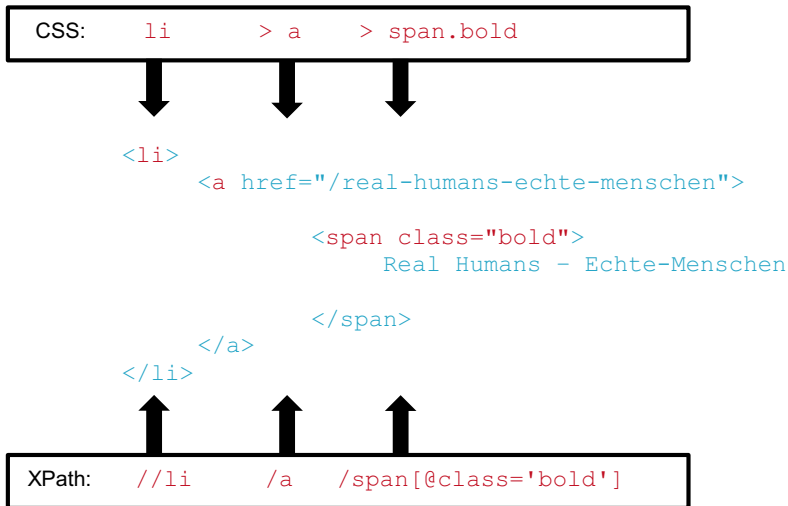 CSS: li > a > span.bold
<li>
<a href="/real-humans-echte-menschen">
<span class="bold">
Real Humans – Echte-Menschen
</span>
</a>
</li>
XPath: //li /a /span[@class='bold']